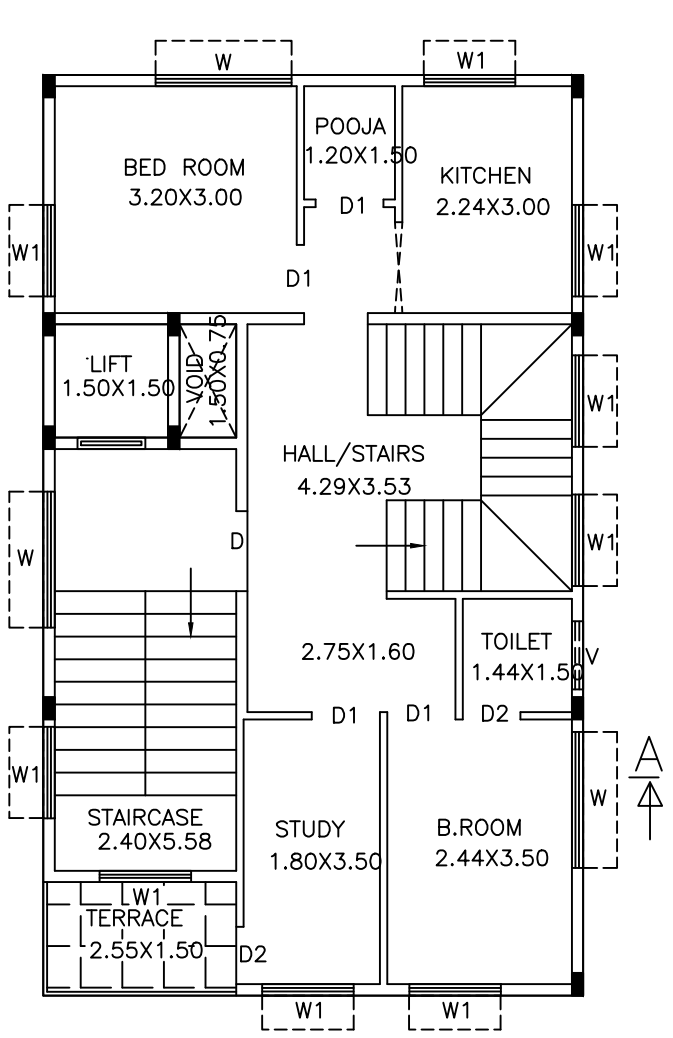 W
W1
POOJA
1.20X1.50
BED ROOM
3.20X3.00
KITCHEN
2.24X3.00
D1
W1
W1
D1
LIFT
1.50X1.50
VOID
1.50X0.75
W1
HALL/STAIRS
4.29X3.53
D
W1
W
2.75X1.60
TOILET
1.44X1.50
V
D1
D1
D2
A
W1
W
STAIRCASE
2.40X5.58
STUDY
1.80X3.50
B.ROOM
2.44X3.50
W1
TERRACE
2.55X1.50
D2
W1
W1